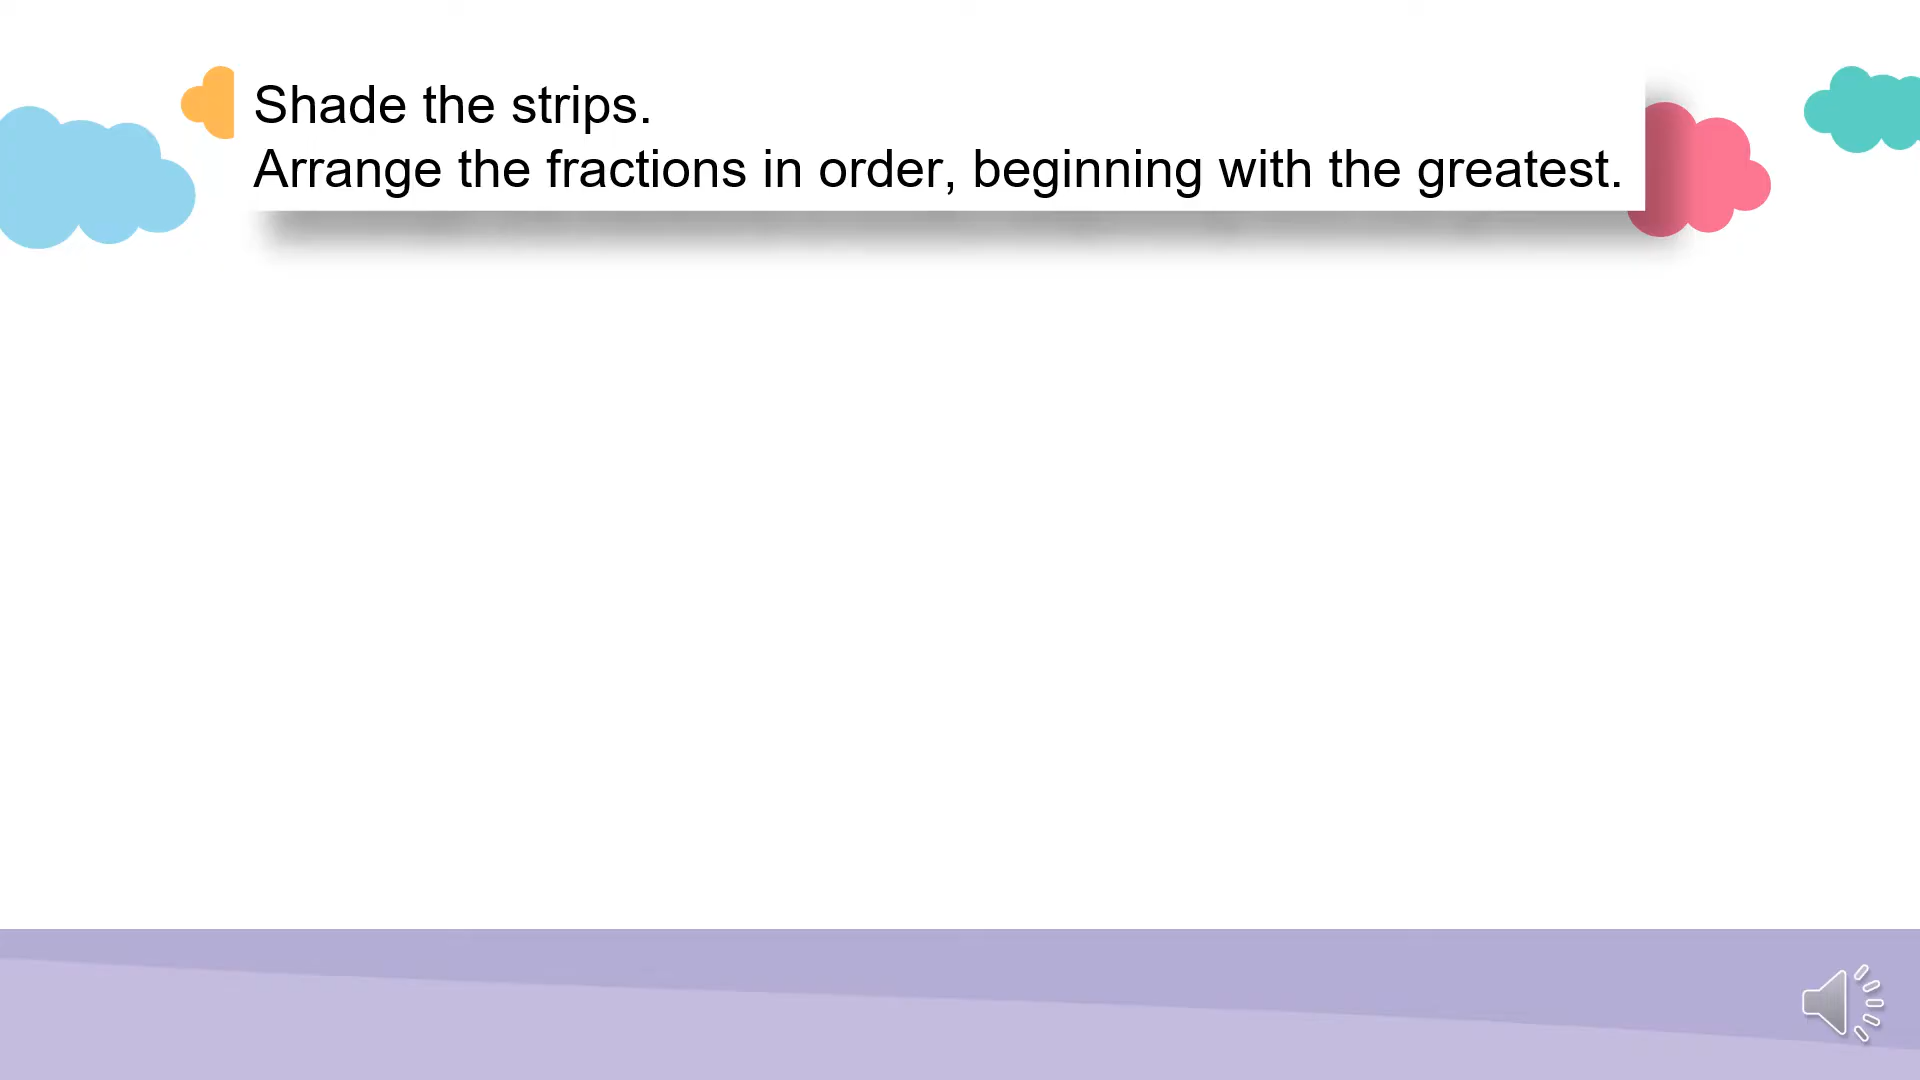 Shade the strips.
Arrange the fractions in order, beginning with the greatest.